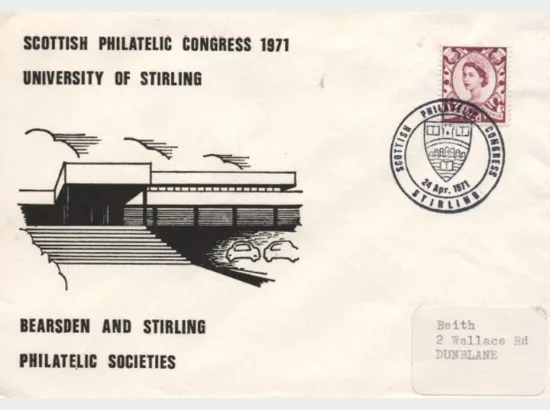 SCOTTISH PHILATELIC CONGRESS 1971
UNIVERSITY OF STIRLING
SCOTTISH PHILATELIC CONGRESS
24 Apr. 1971
STIRLING
BEARSDEN AND STIRLING
PHILATELIC SOCIETIES
Beith
2 Wallace Rd
DUNBLANE